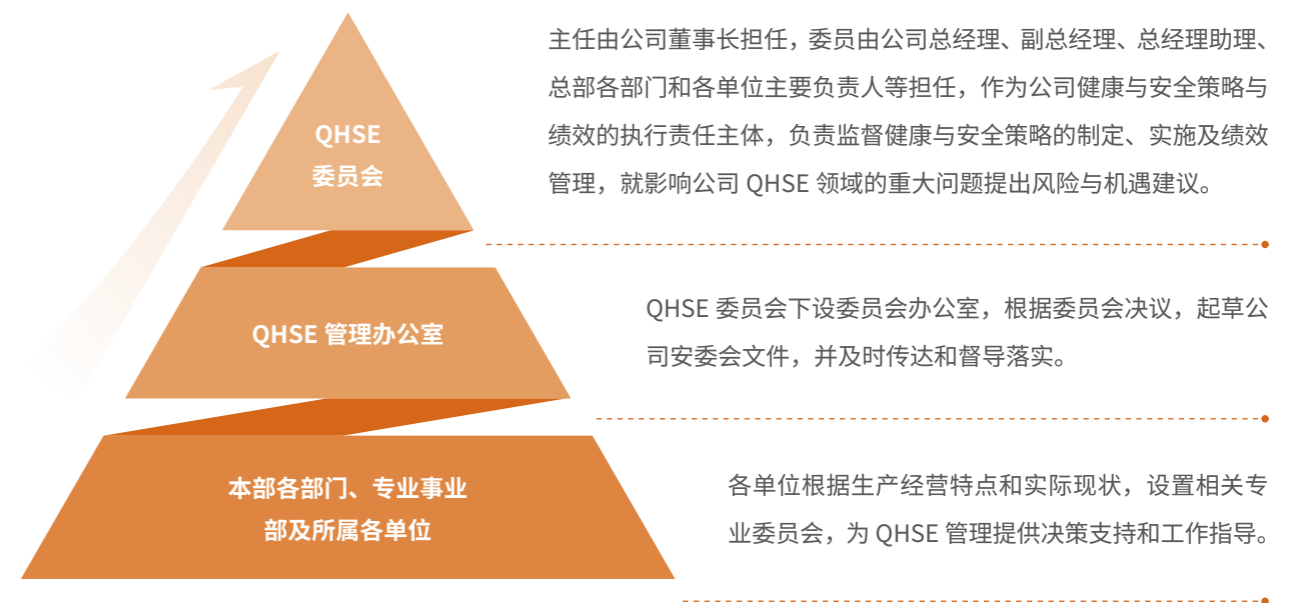 QHSE
委员会
主任由公司董事长担任，委员由公司总经理、副总经理、总经理助理、
总部各部门和各单位主要负责人等担任，作为公司健康与安全策略与
绩效的执行责任主体，负责监督健康与安全策略的制定、实施及绩效
管理，就影响公司 QHSE 领域的重大问题提出风险与机遇建议。
QHSE 管理办公室
QHSE 委员会下设委员会办公室，根据委员会决议，起草公
司安委会文件，并及时传达和督导落实。
本部各部门、专业事业
部及所属各单位
各单位根据生产经营特点和实际现状，设置相关专
业委员会，为 QHSE 管理提供决策支持和工作指导。